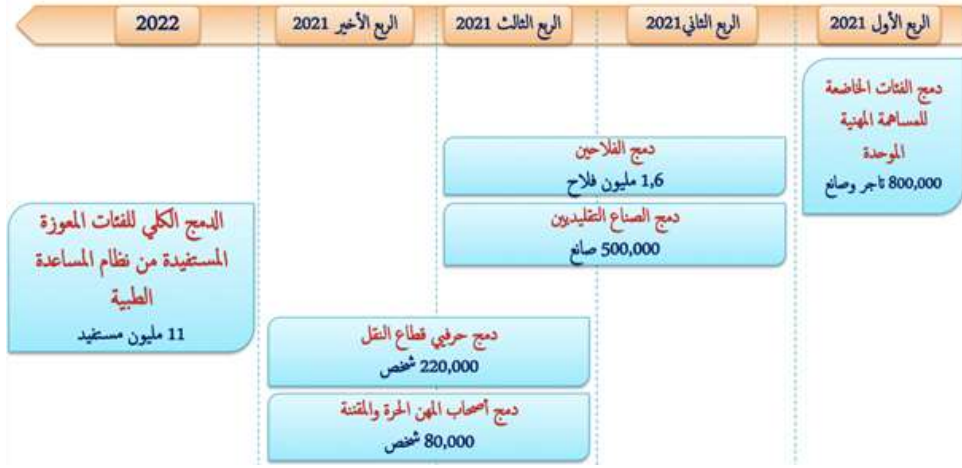 الربع الأول 2021
الربع الثاني2021
الربع الثالث 2021
الربع الأخير 2021
2022
دمج الفئات الخاضعة
للمساهمة المهنية
الموحدة
800,000 تاجر وصانع
دمج الفلاحين
1,6 مليون فلاح
دمج الصناع التقليديين
500,000 صانع
دمج حرفيي قطاع النقل
220,000 شخص
دمج أصحاب المهن الحرة والمقننة
80,000 شخص
الدمج الكلي للفئات المعوزة
المستفيدة من نظام المساعدة
الطبية
11 مليون مستفيد